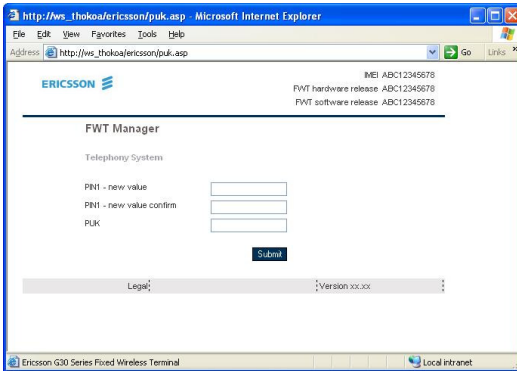 http://ws_thokoa/ericsson/puk.asp - Microsoft Internet Explorer
File Edit View Favorites Tools Help
Address http://ws_thokoa/ericsson/puk.asp Go Links »
ERICSSON
IMEI ABC12345678
FWT hardware release ABC12345678
FWT software release ABC12345678
FWT Manager
Telephony System
PIN1 - new value
PIN1 - new value confirm
PUK
Submit
Legal Version xx.xx
Ericsson G30 Series Fixed Wireless Terminal Local intranet